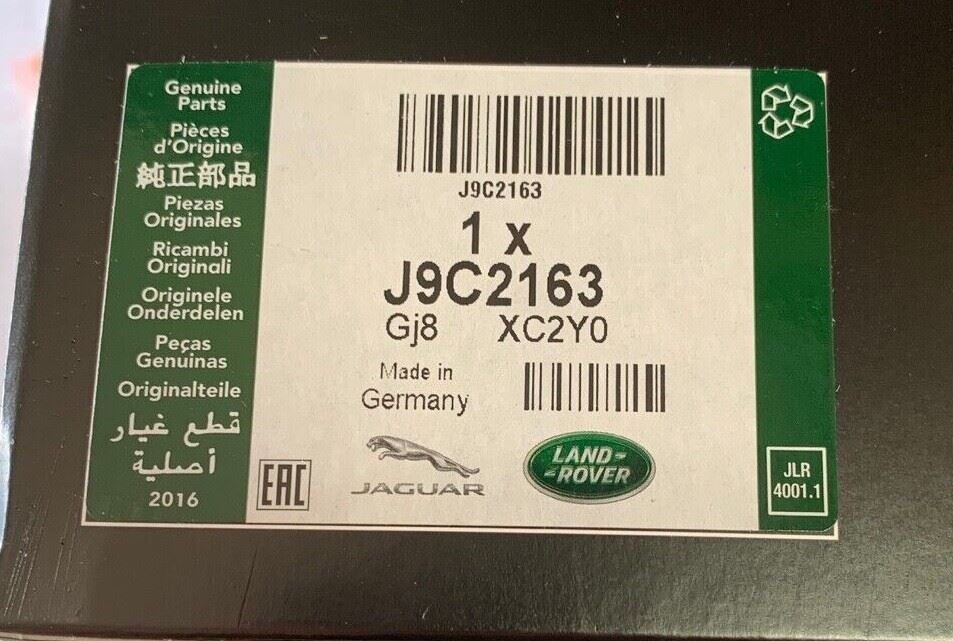 Genuine
Parts
Pièces
d'Origine
純正部品
Piezas
Originales
Ricambi
Originali
Originele
Onderdelen
Peças
Genuinas
Originalteile
قطع غيار
أصلية
2016
EAC
J9C2163
1 x
J9C2163
Gj8 XC2Y0
Made in
Germany
JAGUAR
LAND-
-ROVER
JLR
4001.1